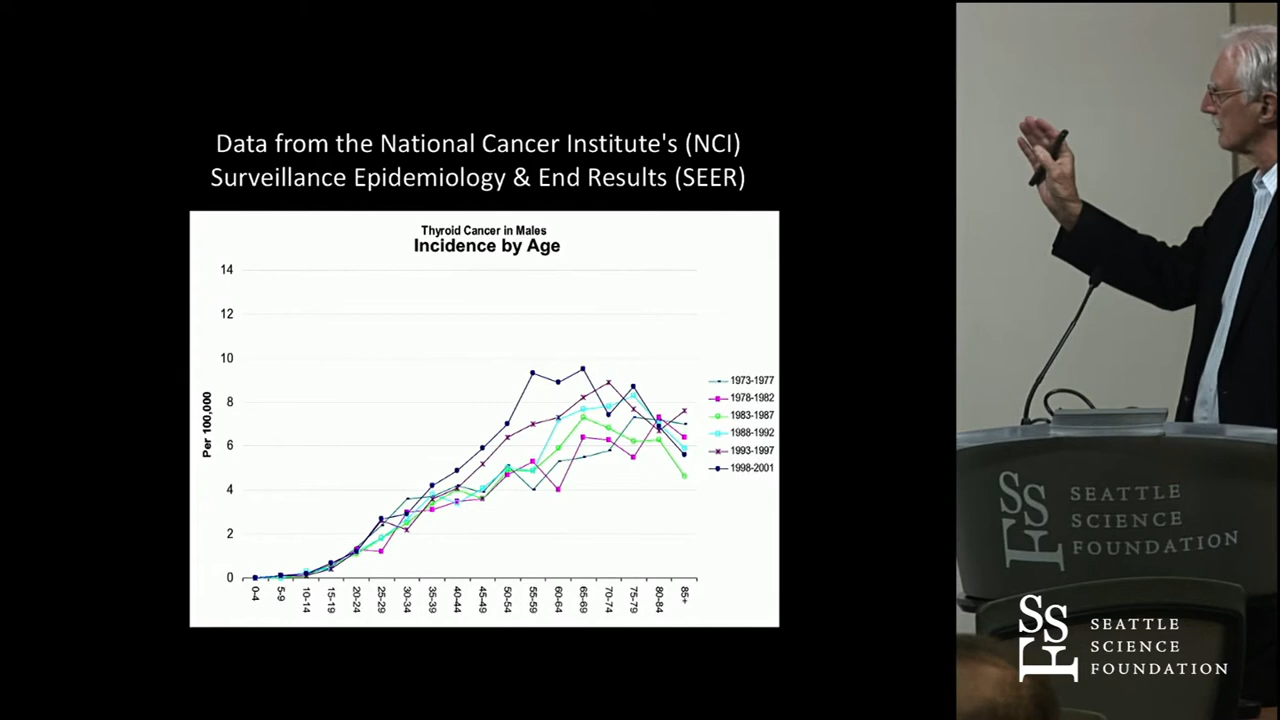 Data from the National Cancer Institute's (NCI)
Surveillance Epidemiology & End Results (SEER)
Thyroid Cancer in Males
Incidence by Age
Per 100,000
14
12
10
8
6
4
2
0
0-4
5-9
10-14
15-19
20-24
25-29
30-34
35-39
40-44
45-49
50-54
55-59
60-64
65-69
70-74
75-79
80-84
85+
1973-1977
1978-1982
1983-1987
1988-1992
1993-1997
1998-2001
SSF
SEATTLE
SCIENCE
FOUNDATION
SSF
SEATTLE
SCIENCE
FOUNDATION